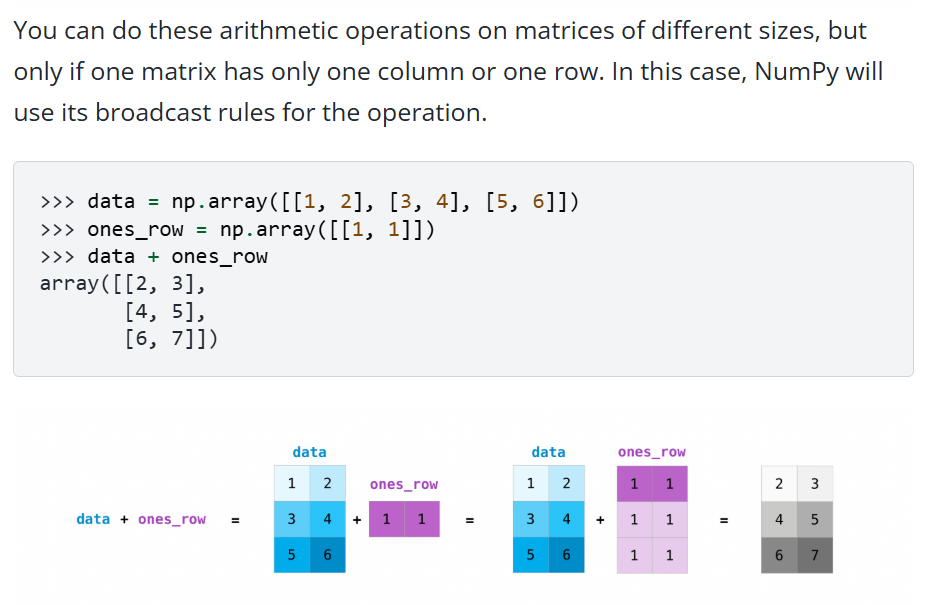 You can do these arithmetic operations on matrices of different sizes, but
only if one matrix has only one column or one row. In this case, NumPy will
use its broadcast rules for the operation.
>>> data = np.array([[1, 2], [3, 4], [5, 6]])
>>> ones_row = np.array([[1, 1]])
>>> data + ones_row
array([[2, 3],
       [4, 5],
       [6, 7]])
data data ones_row
1 2 ones_row 1 2 1 1 2 3
data + ones_row = 3 4 + 1 1 = 3 4 + 1 1 = 4 5
5 6 5 6 1 1 6 7